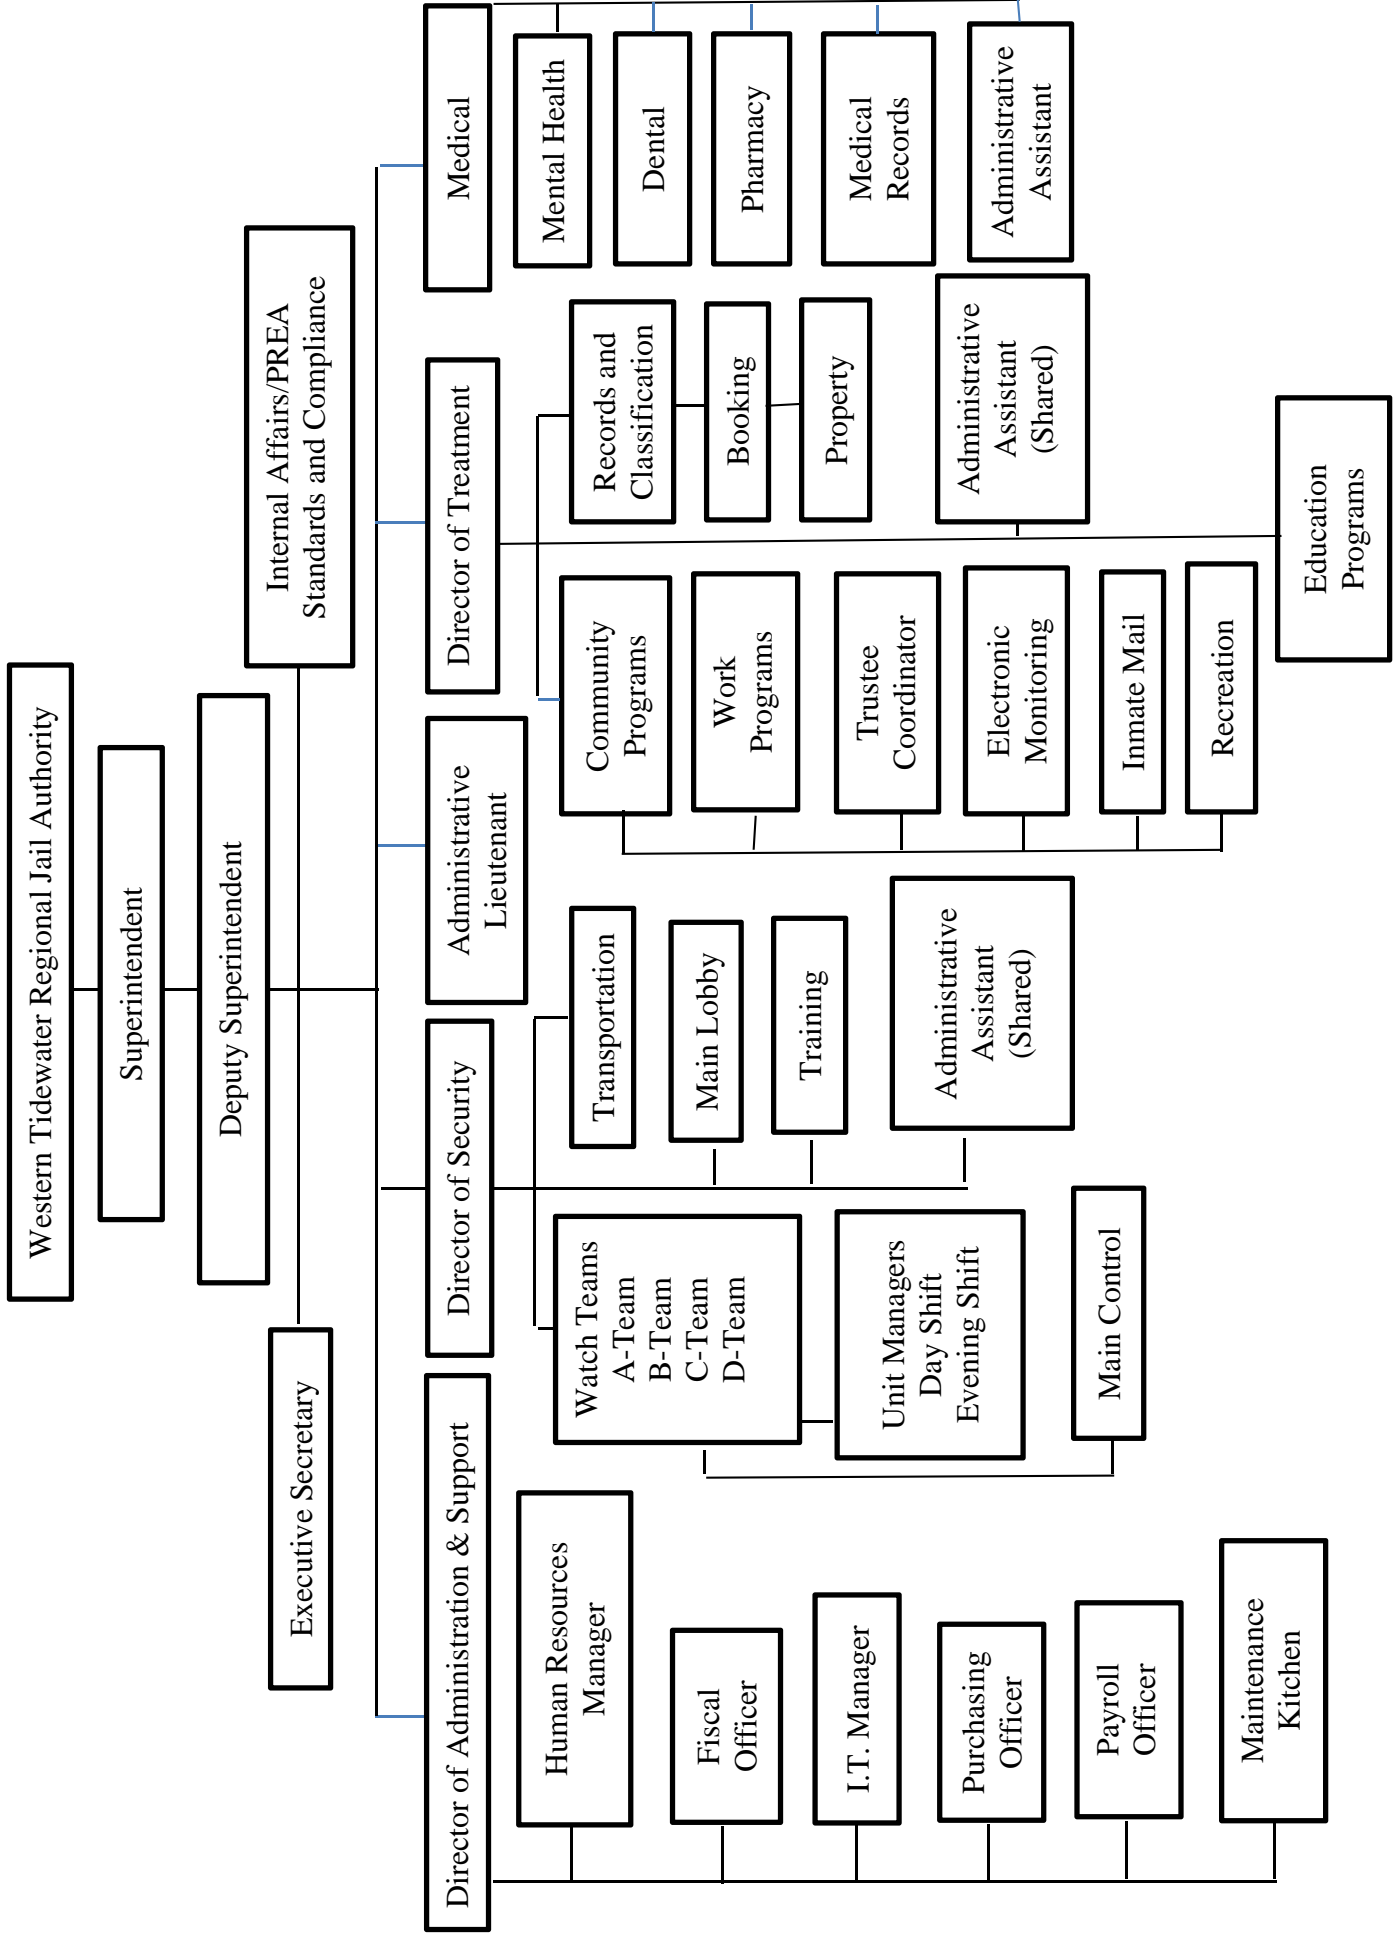 Western Tidewater Regional Jail Authority
Superintendent
Deputy Superintendent
Executive Secretary
Internal Affairs/PREA
Standards and Compliance
Director of Administration & Support
Director of Security
Administrative
Lieutenant
Director of Treatment
Medical
Human Resources
Manager
Fiscal
Officer
I.T. Manager
Purchasing
Officer
Payroll
Officer
Maintenance
Kitchen
Watch Teams
A-Team
B-Team
C-Team
D-Team
Unit Managers
Day Shift
Evening Shift
Main Control
Transportation
Main Lobby
Training
Administrative
Assistant
(Shared)
Community
Programs
Work
Programs
Trustee
Coordinator
Electronic
Monitoring
Inmate Mail
Recreation
Records and
Classification
Booking
Property
Administrative
Assistant
(Shared)
Education
Programs
Mental Health
Dental
Pharmacy
Medical
Records
Administrative
Assistant